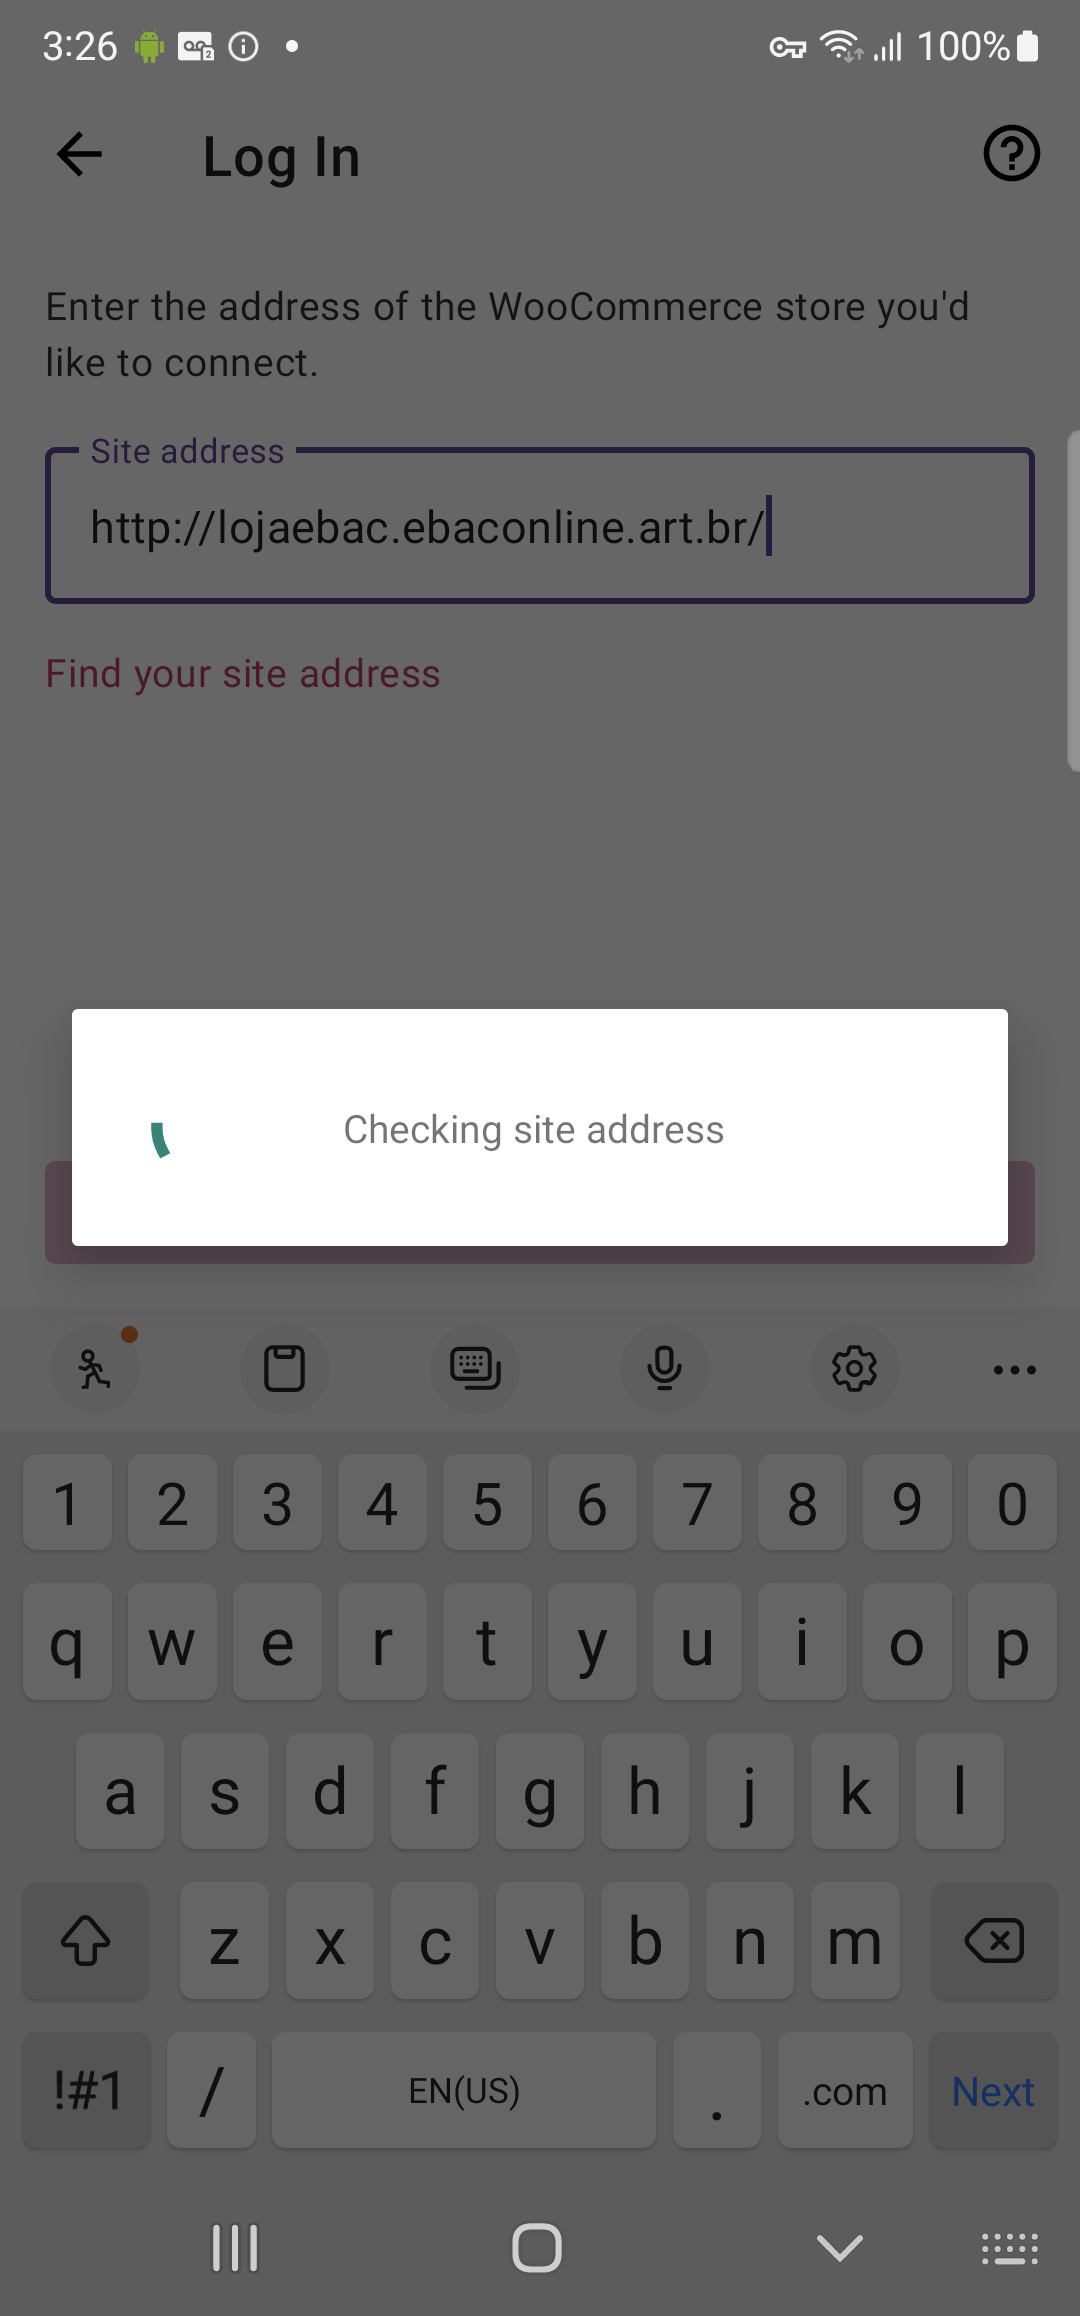 3:26
100%
Log In
Enter the address of the WooCommerce store you'd
like to connect.
Site address
http://lojaebac.ebaconline.art.br/
Find your site address
Checking site address
1 2 3 4 5 6 7 8 9 0
q w e r t y u i o p
a s d f g h j k l
z x c v b n m
!#1 / EN(US) . .com Next